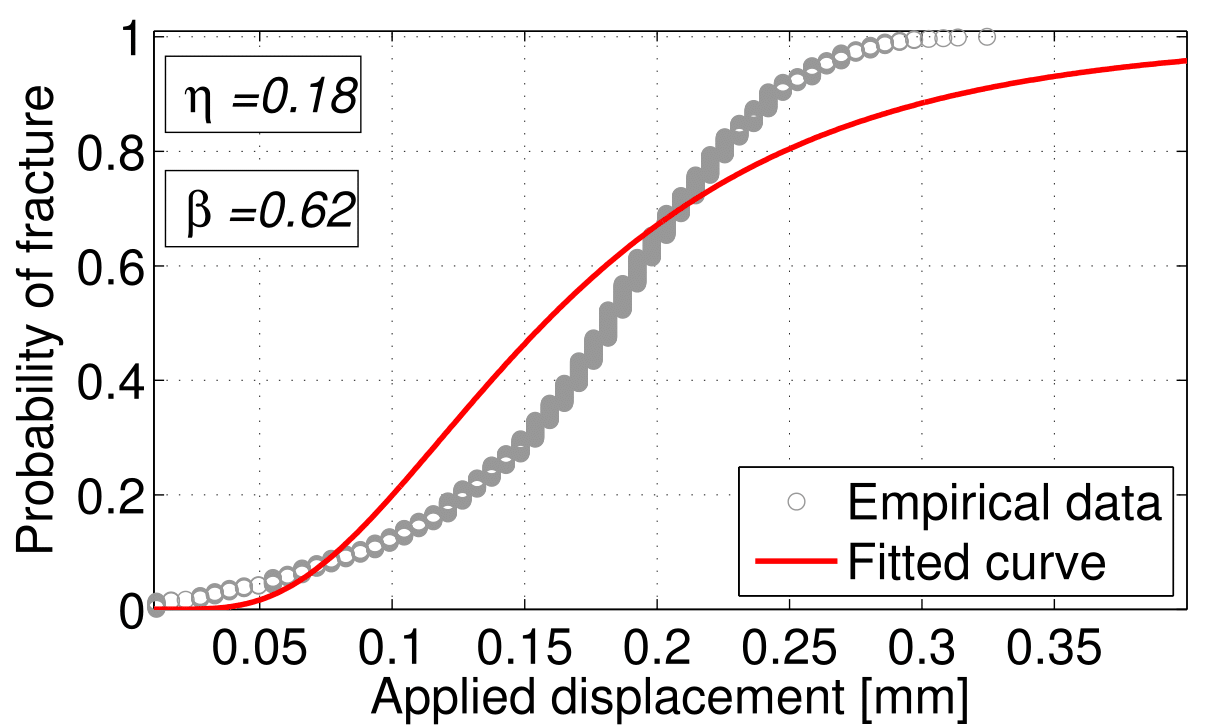 Probability of fracture
1
0.8
0.6
0.4
0.2
0
η =0.18
β =0.62
Empirical data
Fitted curve
0.05 0.1 0.15 0.2 0.25 0.3 0.35
Applied displacement [mm]